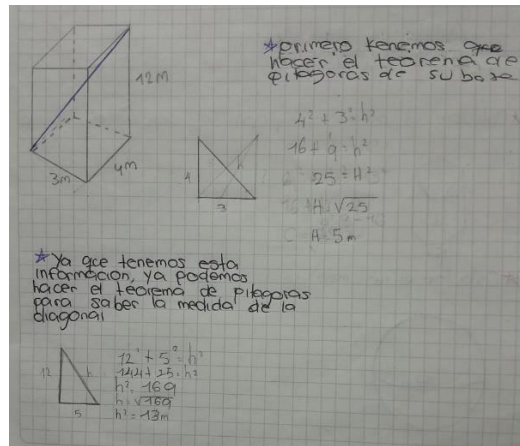 *primero tenemos que
hacer el teorema de
pitagoras de su base
12M
3m
4m
4² + 3² = h²
16 + 9 = h²
25 = H²
H = √25
H = 5m
4
h
3
*Ya que tenemos esta
información, ya podemos
hacer el teorema de pitagoras
para saber la medida de la
diagonal
12
h
5
12² + 5² = h²
144 + 25 = h²
h² = 169
h = √169
h² = 13m